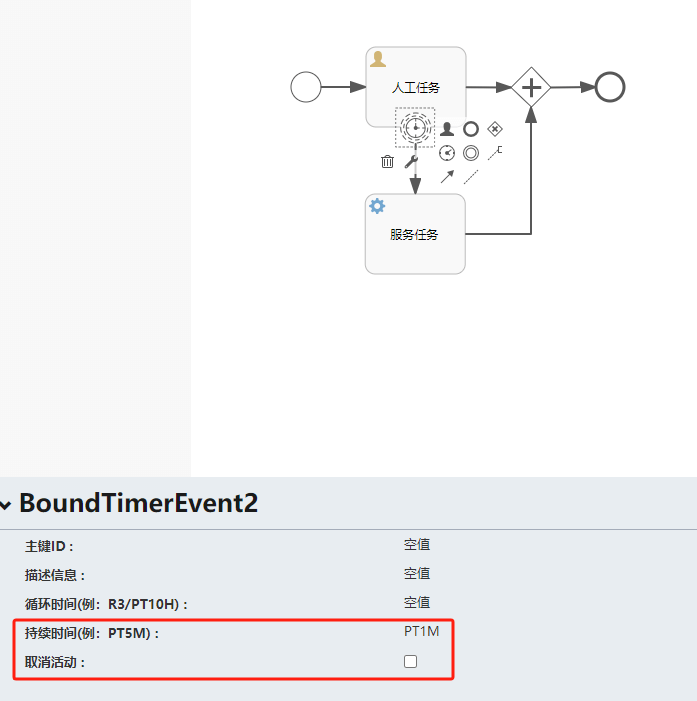 人工任务
服务任务
BoundTimerEvent2
主键ID： 空值
描述信息： 空值
循环时间(例：R3/PT10H)： 空值
持续时间(例：PT5M)： PT1M
取消活动：